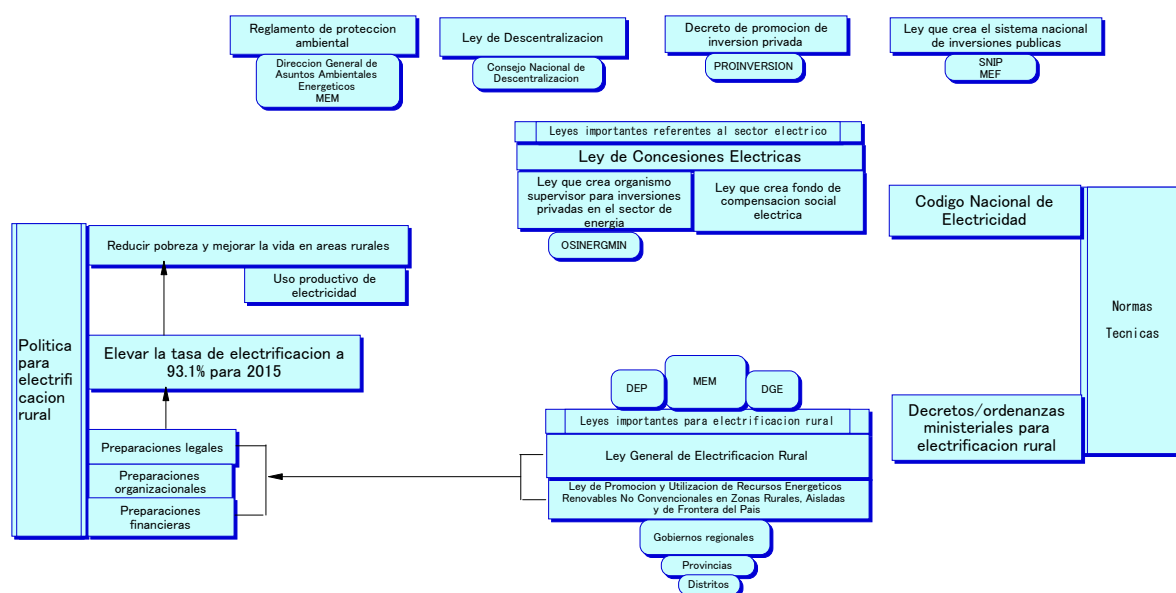 Reglamento de proteccion
ambiental
Direccion General de
Asuntos Ambientales
Energeticos
MEM
Ley de Descentralizacion
Consejo Nacional de
Descentralizacion
Decreto de promocion de
inversion privada
PROINVERSION
Ley que crea el sistema nacional
de inversiones publicas
SNIP
MEF
Leyes importantes referentes al sector electrico
Ley de Concesiones Electricas
Ley que crea organismo
supervisor para inversiones
privadas en el sector de
energia
OSINERGMIN
Ley que crea fondo de
compensacion social
electrica
Codigo Nacional de
Electricidad
Normas
Tecnicas
Decretos/ordenanzas
ministeriales para
electrificacion rural
Politica
para
electrifi
cacion
rural
Reducir pobreza y mejorar la vida en areas rurales
Uso productivo de
electricidad
Elevar la tasa de electrificacion a
93.1% para 2015
Preparaciones legales
Preparaciones
organizacionales
Preparaciones
financieras
DEP
MEM
DGE
Leyes importantes para electrificacion rural
Ley General de Electrificacion Rural
Ley de Promocion y Utilizacion de Recursos Energeticos
Renovables No Convencionales en Zonas Rurales, Aisladas
y de Frontera del Pais
Gobiernos regionales
Provincias
Distritos